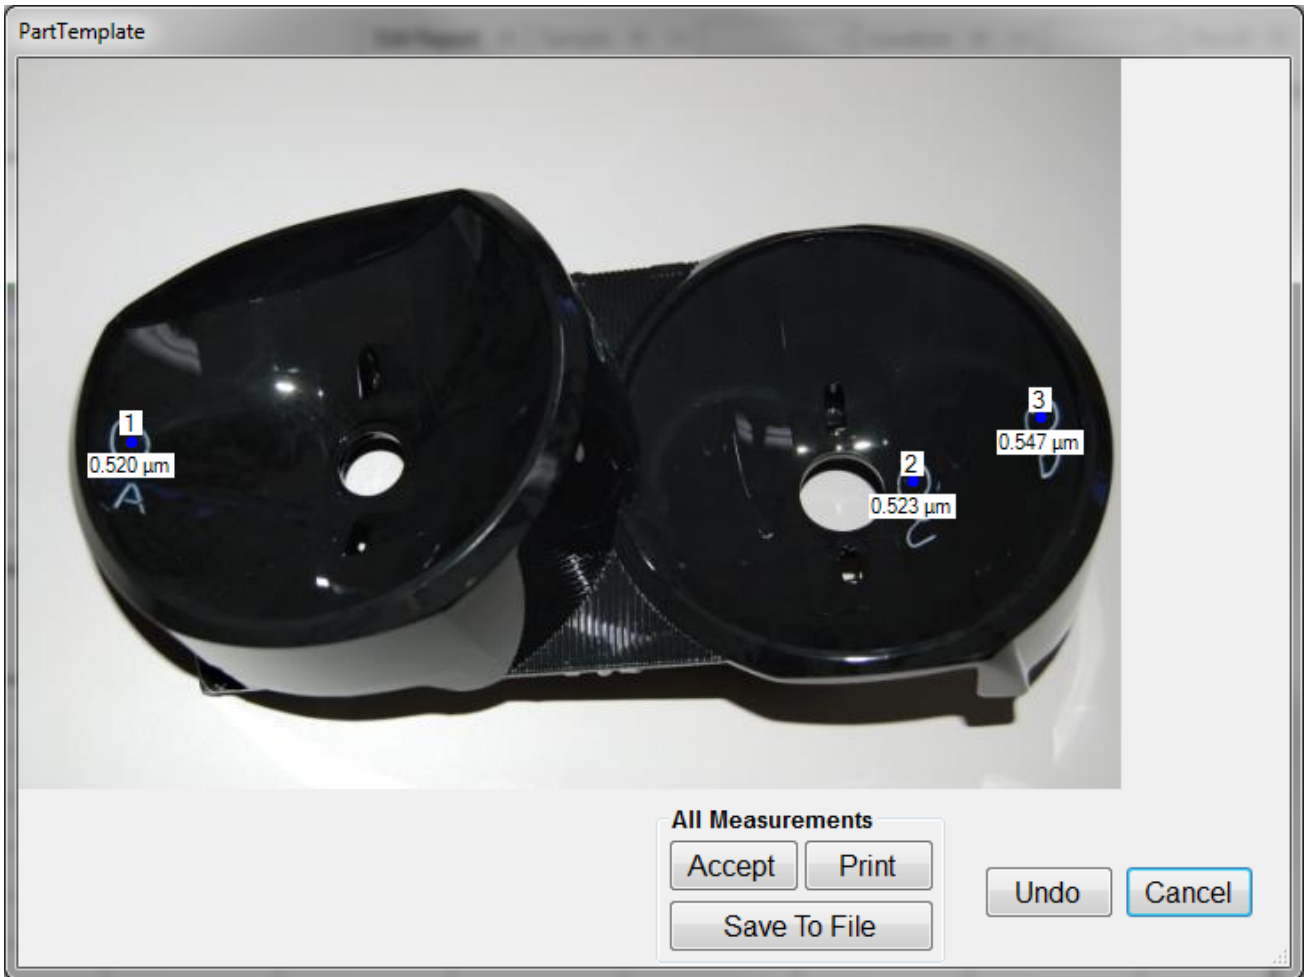 PartTemplate
1
0.520 µm
A
3
0.547 µm
D
2
0.523 µm
C
All Measurements
Accept
Print
Save To File
Undo
Cancel